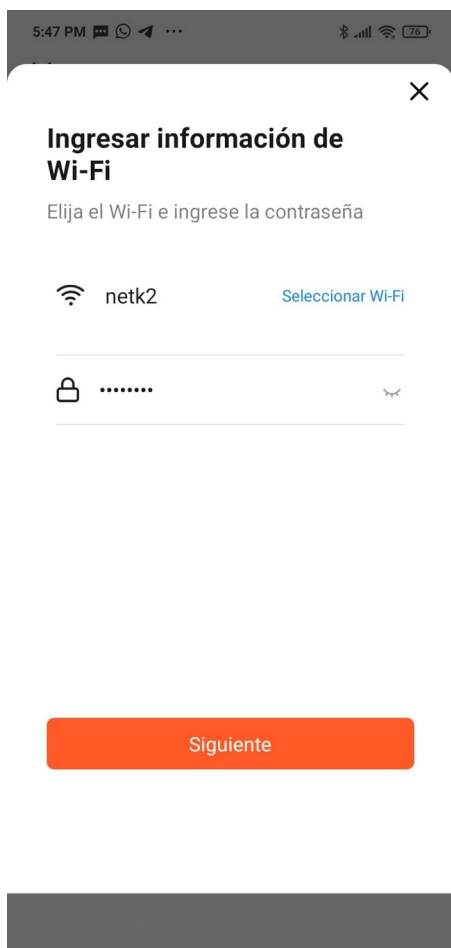 5:47 PM
76
Ingresar información de
Wi-Fi
Elija el Wi-Fi e ingrese la contraseña
netk2
Seleccionar Wi-Fi
••••••••
Siguiente